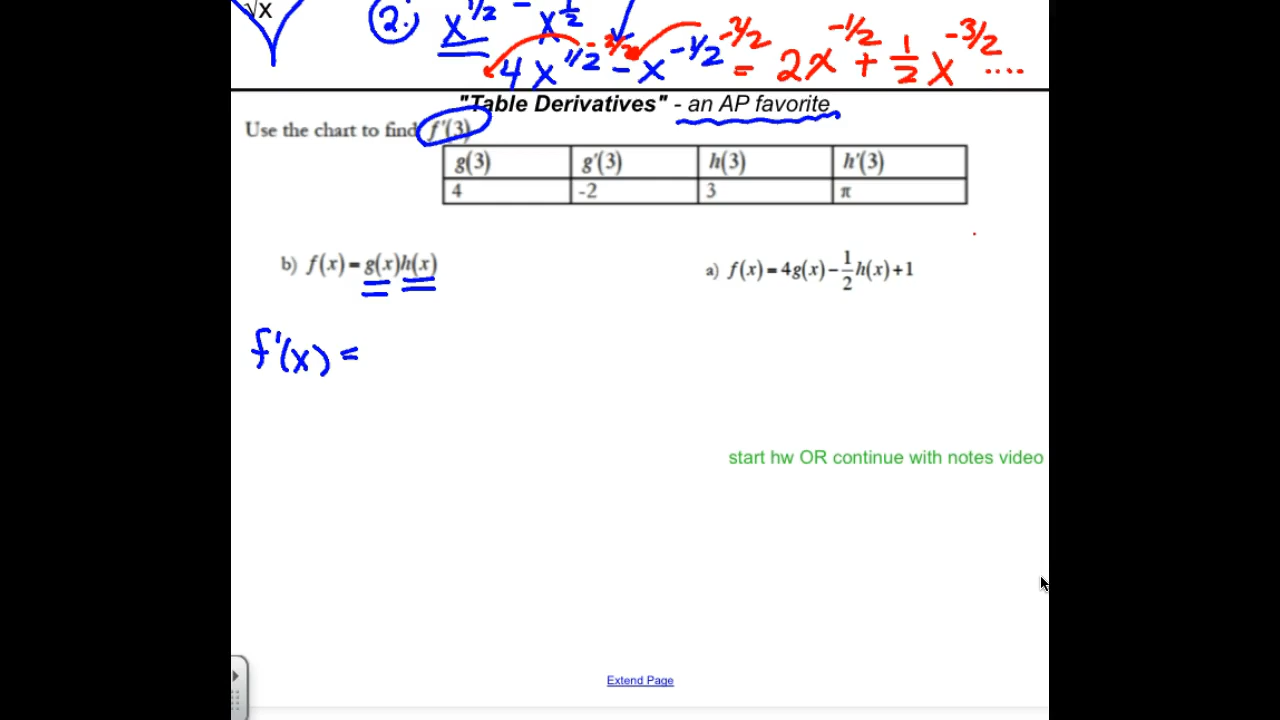 √x
2. x^1/2 - x^1/2
4x^1/2 - x^-1/2 = 2x^-1/2 + 1/2 x^-3/2 ....
"Table Derivatives" - an AP favorite
Use the chart to find f'(3)
g(3) g'(3) h(3) h'(3)
4 -2 3 π
b) f(x) = g(x)h(x)
a) f(x) = 4g(x) - 1/2 h(x) + 1
f'(x) =
start hw OR continue with notes video
Extend Page